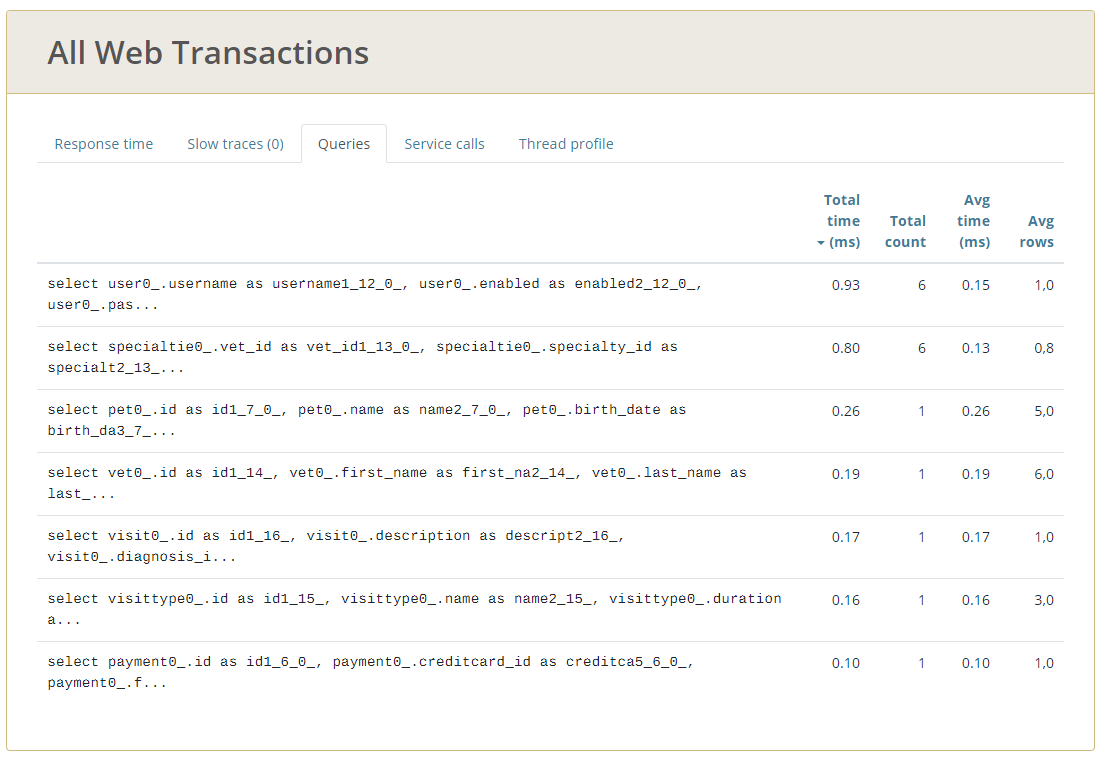 All Web Transactions
Response time Slow traces (0) Queries Service calls Thread profile
Total time (ms) Total count Avg time (ms) Avg rows
select user0_.username as username1_12_0_, user0_.enabled as enabled2_12_0_, 0.93 6 0.15 1,0
user0_.pas...
select specialtie0_.vet_id as vet_id1_13_0_, specialtie0_.specialty_id as 0.80 6 0.13 0,8
specialt2_13_...
select pet0_.id as id1_7_0_, pet0_.name as name2_7_0_, pet0_.birth_date as 0.26 1 0.26 5,0
birth_da3_7_...
select vet0_.id as id1_14_, vet0_.first_name as first_na2_14_, vet0_.last_name as 0.19 1 0.19 6,0
last_...
select visit0_.id as id1_16_, visit0_.description as descript2_16_, 0.17 1 0.17 1,0
visit0_.diagnosis_i...
select visittype0_.id as id1_15_, visittype0_.name as name2_15_, visittype0_.duration 0.16 1 0.16 3,0
a...
select payment0_.id as id1_6_0_, payment0_.creditcard_id as creditca5_6_0_, 0.10 1 0.10 1,0
payment0_.f...